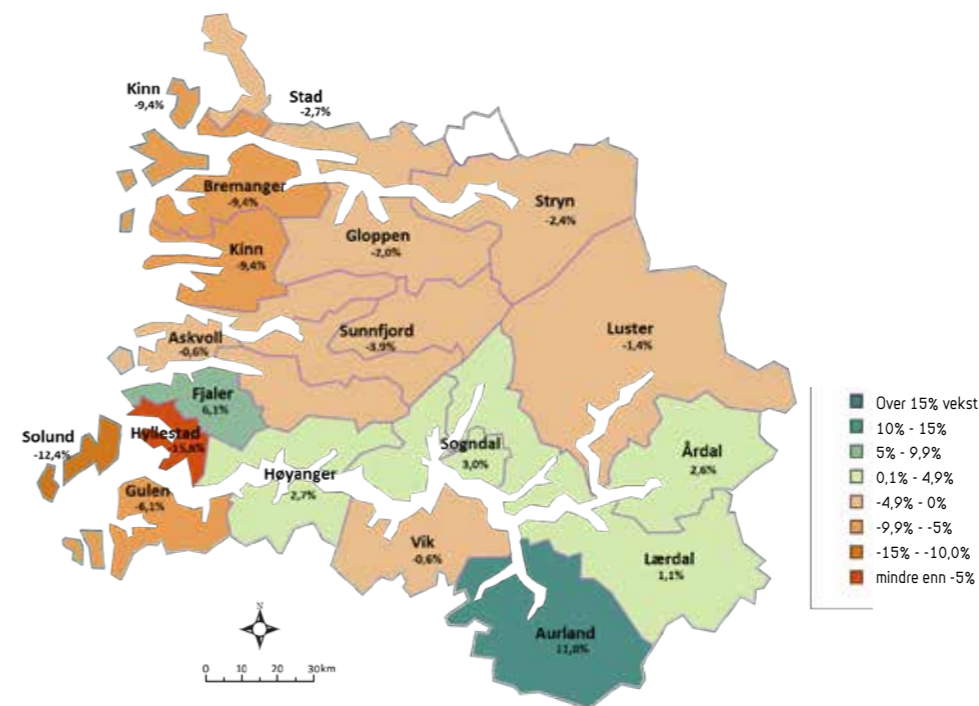 Kinn
-9,4%
Stad
-2,7%
Bremanger
-9,4%
Stryn
-2,4%
Gloppen
-2,0%
Kinn
-9,4%
Askvoll
-0,6%
Sunnfjord
-3,9%
Luster
-1,4%
Fjaler
6,1%
Solund
-12,4%
Hyllestad
Høyanger
2,7%
Sogndal
3,0%
Årdal
2,6%
Gulen
-6,1%
Vik
-0,6%
Lærdal
1,1%
Aurland
Over 15% vekst
10% - 15%
5% - 9,9%
0,1% - 4,9%
-4,9% - 0%
-9,9% - -5%
-15% - -10,0%
mindre enn -5%
N
0 10 20 30km